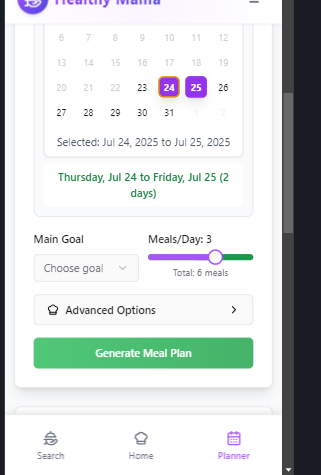 Healthy Mama
6 7 8 9 10 11 12
13 14 15 16 17 18 19
20 21 22 23 24 25 26
27 28 29 30 31 1 2
Selected: Jul 24, 2025 to Jul 25, 2025
Thursday, Jul 24 to Friday, Jul 25 (2
days)
Main Goal
Meals/Day: 3
Choose goal
Total: 6 meals
Advanced Options
Generate Meal Plan
Search Home Planner